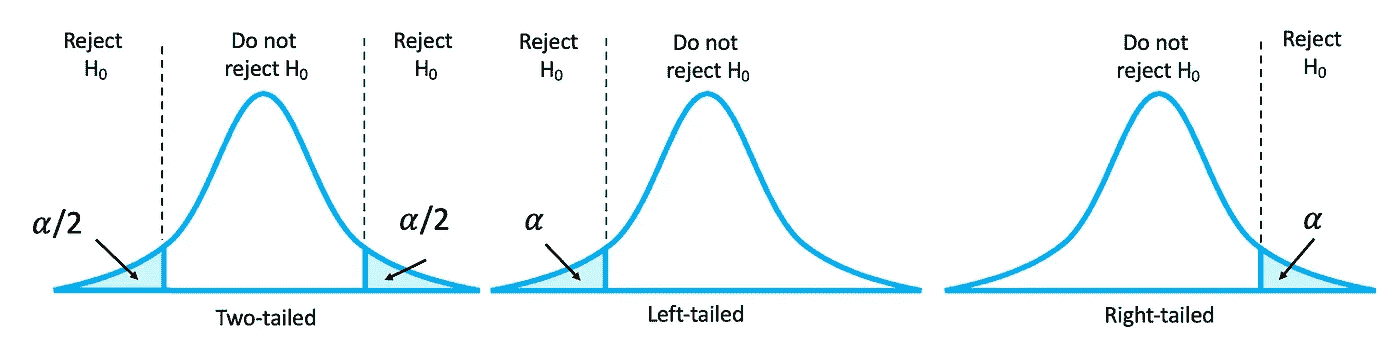 Reject
H₀
Do not
reject H₀
Reject
H₀
α/2
α/2
Two-tailed
Reject
H₀
Do not
reject H₀
α
Left-tailed
Do not
reject H₀
Reject
H₀
α
Right-tailed